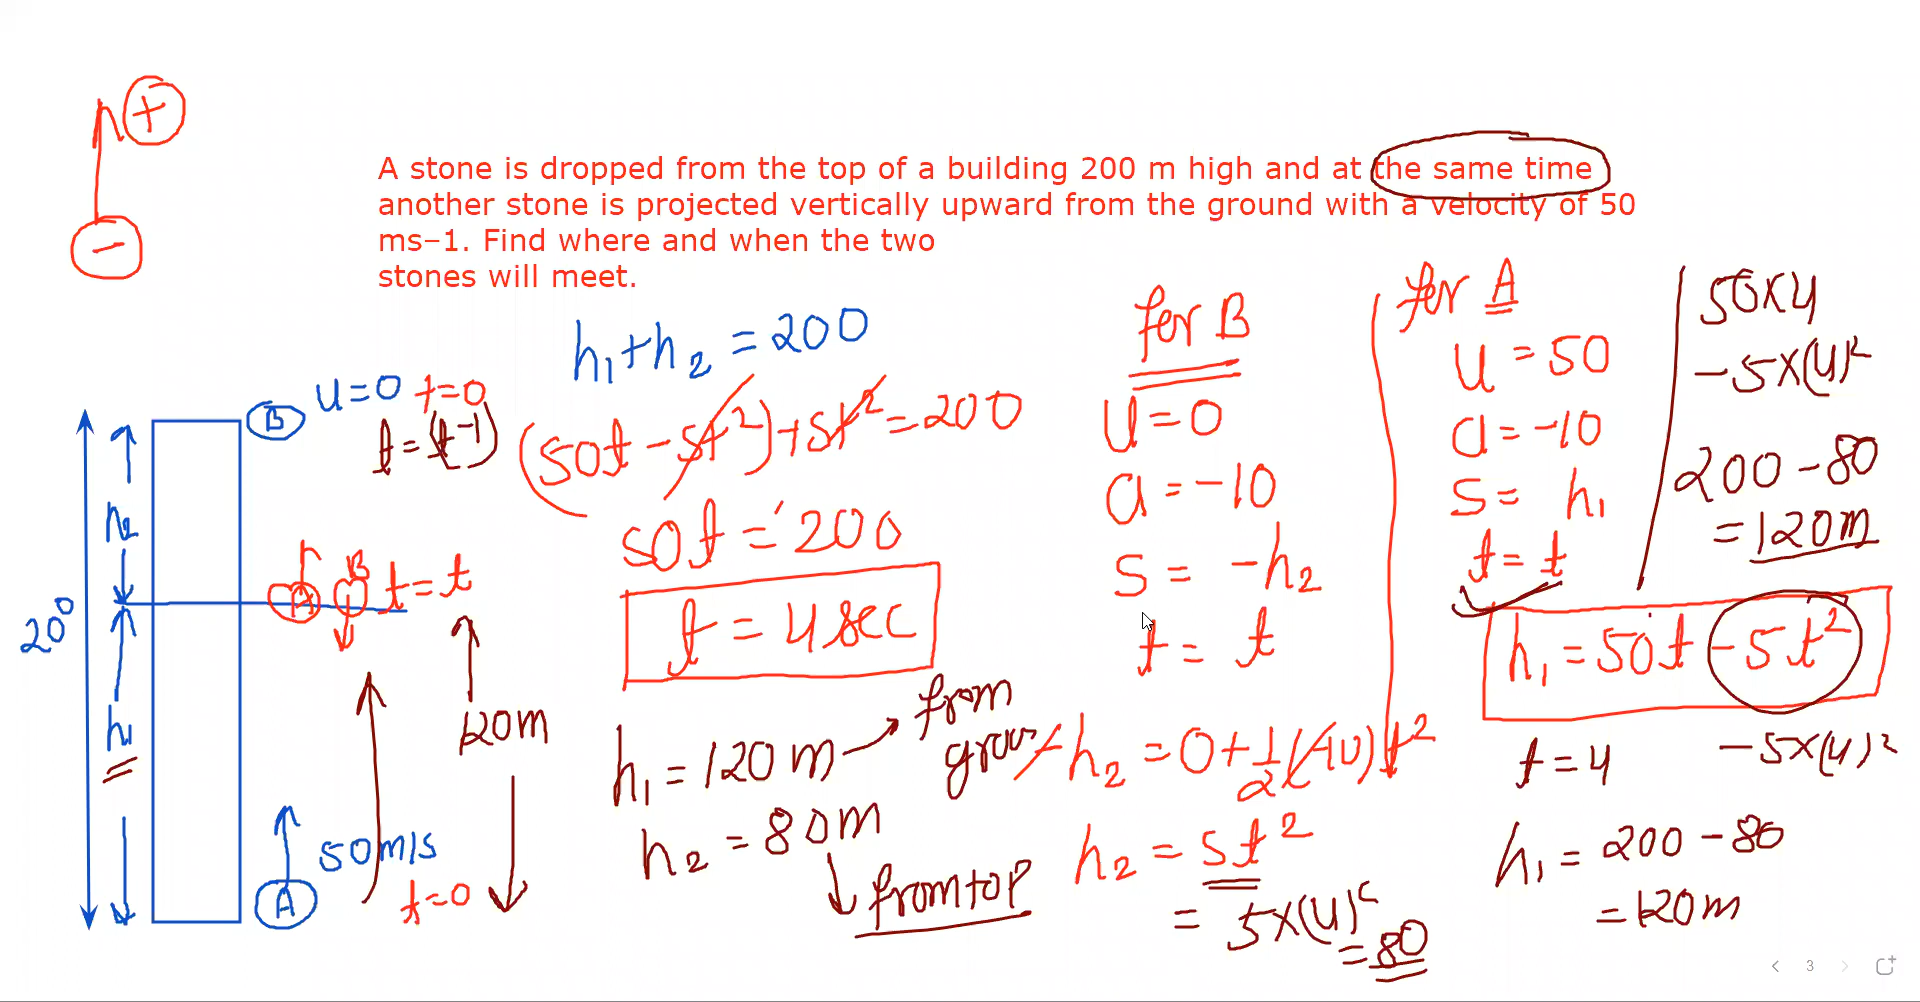 +
−
A stone is dropped from the top of a building 200 m high and at the same time
another stone is projected vertically upward from the ground with a velocity of 50
ms–1. Find where and when the two
stones will meet.
h₁+h₂ = 200
(50t − 5t²) + 5t² = 200
50t = 200
t = 4 sec
h₁ = 120 m → from
h₂ = 80m
from top
B u=0 t=0
t=(t-1)
h₂
200
A B t=t
h₁
120m
50m/s
A t=0
for B
u=0
a=-10
s= -h₂
t= t
-h₂ = 0+½(-10)t²
h₂ = 5t²
= 5×(4)²
=80
for A
u = 50
a = -10
s= h₁
t= t
h₁ = 50t − 5t²
t = 4 −5×(4)²
h₁ = 200 − 80
= 120m
50×4
−5×(4)²
200 −80
= 120m
3